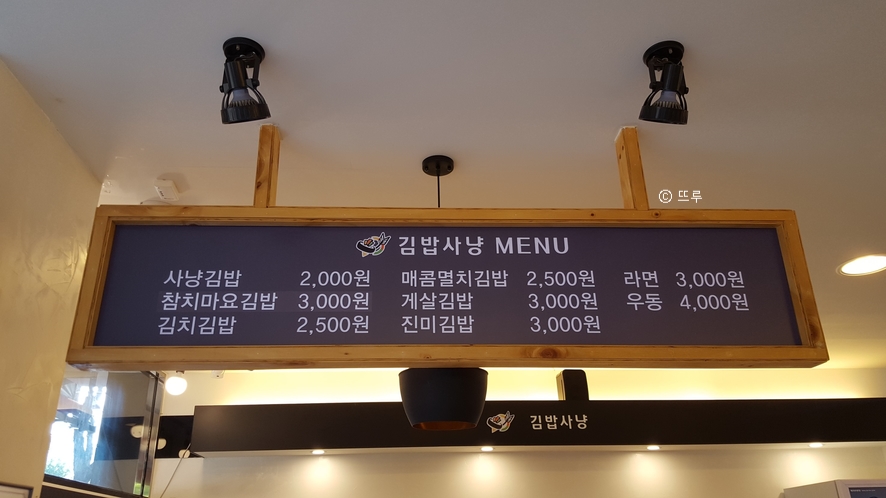 © 뜨루
김밥사냥 MENU
사냥김밥 2,000원 매콤멸치김밥 2,500원 라면 3,000원
참치마요김밥 3,000원 게살김밥 3,000원 우동 4,000원
김치김밥 2,500원 진미김밥 3,000원
김밥사냥